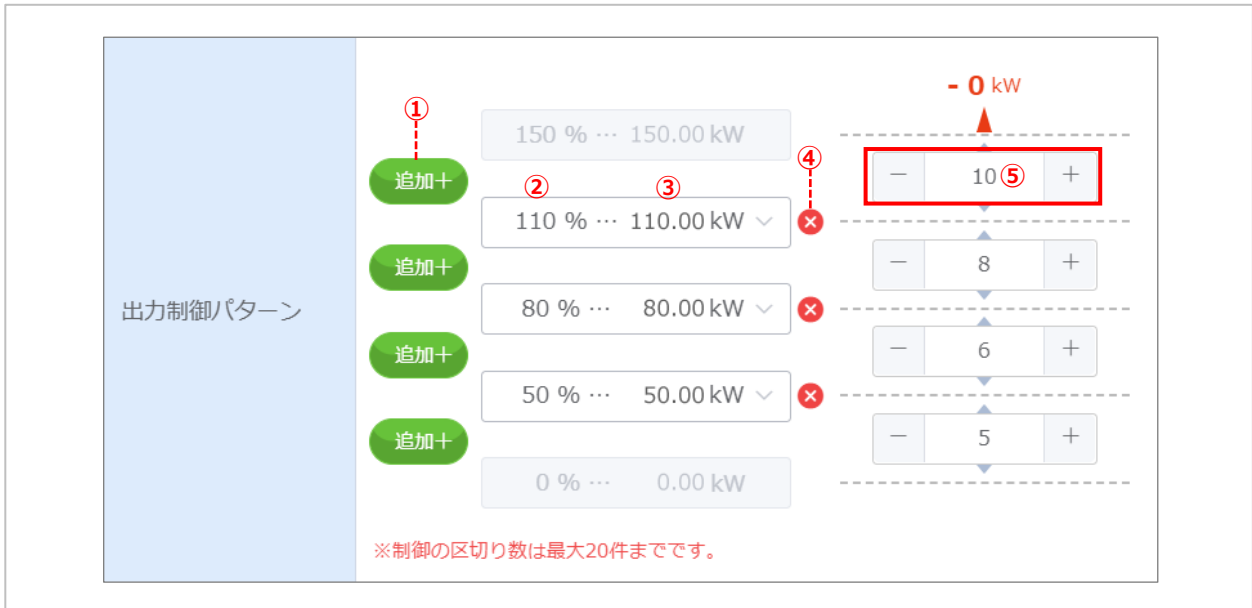 - 0 kW
①
150 % … 150.00 kW
④
追加＋
② ③
－ 10 ⑤ ＋
110 % … 110.00 kW
追加＋
－ 8 ＋
出力制御パターン
80 % … 80.00 kW
追加＋
－ 6 ＋
50 % … 50.00 kW
追加＋
－ 5 ＋
0 % … 0.00 kW
※制御の区切り数は最大20件までです。